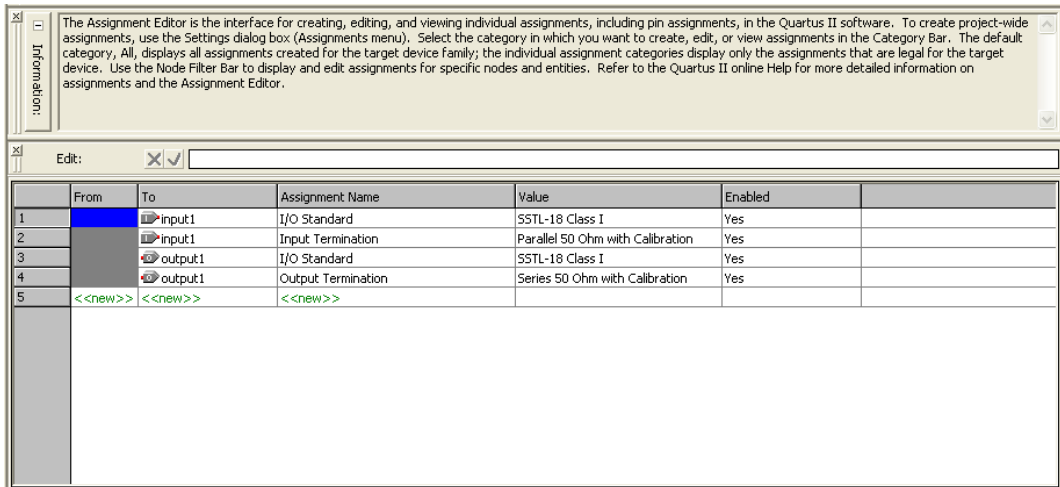 The Assignment Editor is the interface for creating, editing, and viewing individual assignments, including pin assignments, in the Quartus II software. To create project-wide
assignments, use the Settings dialog box (Assignments menu). Select the category in which you want to create, edit, or view assignments in the Category Bar. The default
category, All, displays all assignments created for the target device family; the individual assignment categories display only the assignments that are legal for the target
device. Use the Node Filter Bar to display and edit assignments for specific nodes and entities. Refer to the Quartus II online Help for more detailed information on
assignments and the Assignment Editor.
Information:
Edit:
From To Assignment Name Value Enabled
1 input1 I/O Standard SSTL-18 Class I Yes
2 input1 Input Termination Parallel 50 Ohm with Calibration Yes
3 output1 I/O Standard SSTL-18 Class I Yes
4 output1 Output Termination Series 50 Ohm with Calibration Yes
5 <<new>> <<new>> <<new>>